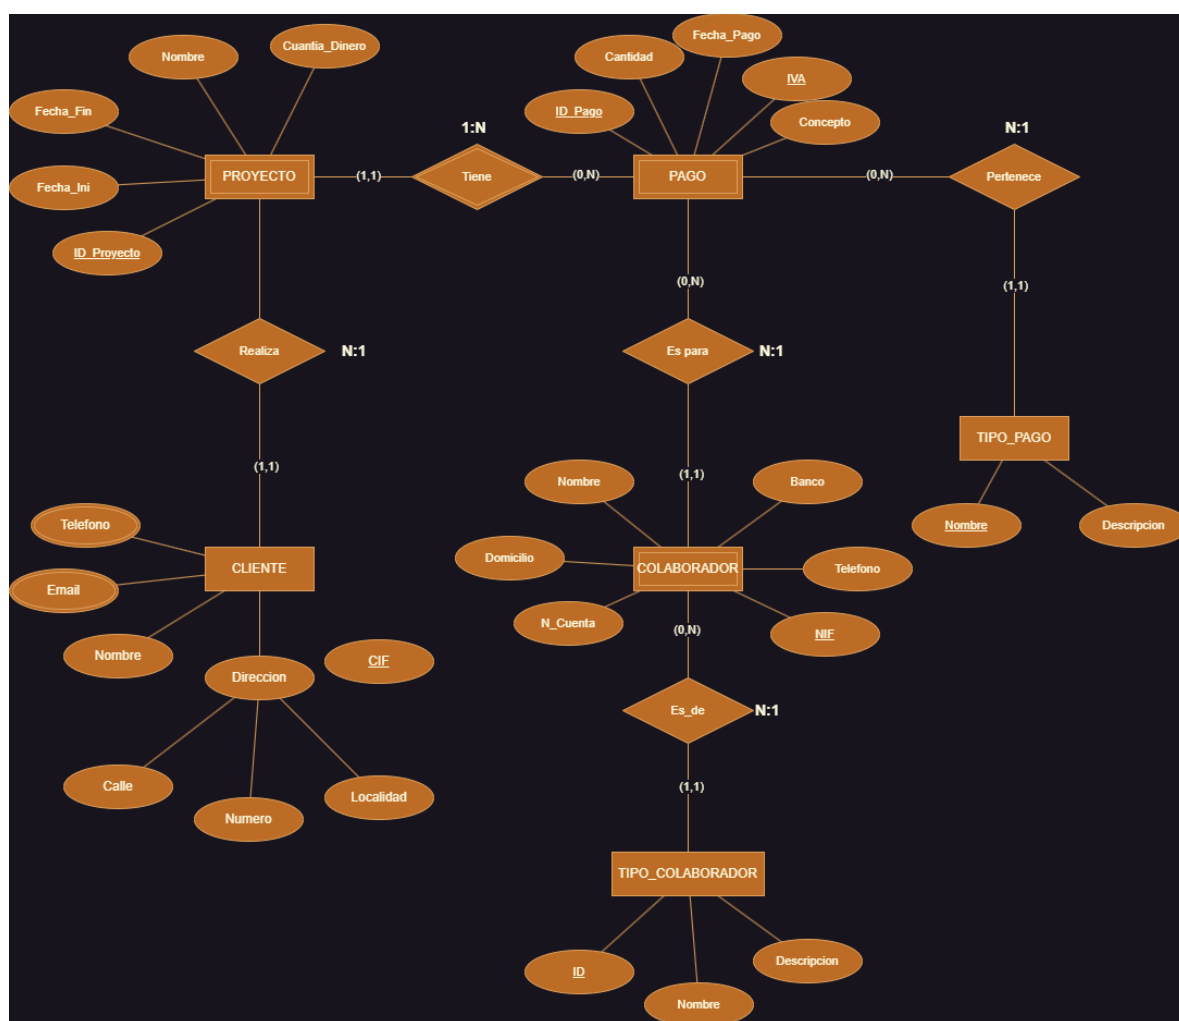 Cuantia_Dinero
Nombre
Fecha_Fin
Fecha_Ini
ID_Proyecto
PROYECTO
(1,1)
1:N
Tiene
(0,N)
Fecha_Pago
Cantidad
IVA
ID_Pago
Concepto
PAGO
(0,N)
N:1
Pertenece
(1,1)
TIPO_PAGO
Nombre
Descripcion
(0,N)
Es para
N:1
(1,1)
Realiza
N:1
(1,1)
Telefono
Email
CLIENTE
Nombre
Direccion
CIF
Calle
Numero
Localidad
Nombre
Banco
Domicilio
COLABORADOR
Telefono
N_Cuenta
NIF
(0,N)
Es_de
N:1
(1,1)
TIPO_COLABORADOR
ID
Nombre
Descripcion